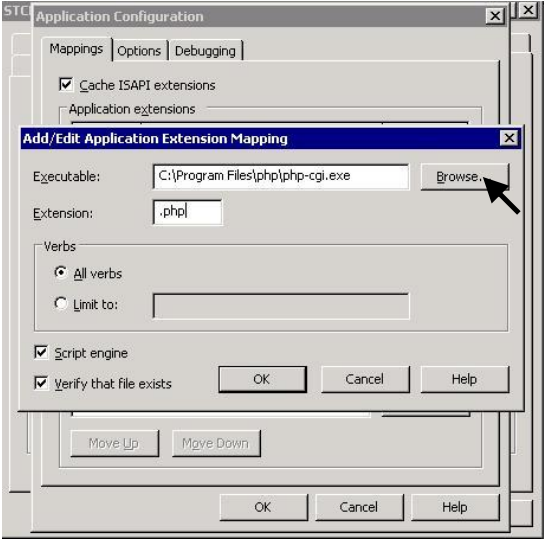 STC
Application Configuration
Mappings
Options
Debugging
Cache ISAPI extensions
Application extensions
Add/Edit Application Extension Mapping
Executable:
C:\Program Files\php\php-cgi.exe
Browse...
Extension:
.php
Verbs
All verbs
Limit to:
Script engine
Verify that file exists
OK
Cancel
Help
Move Up
Move Down
OK
Cancel
Help